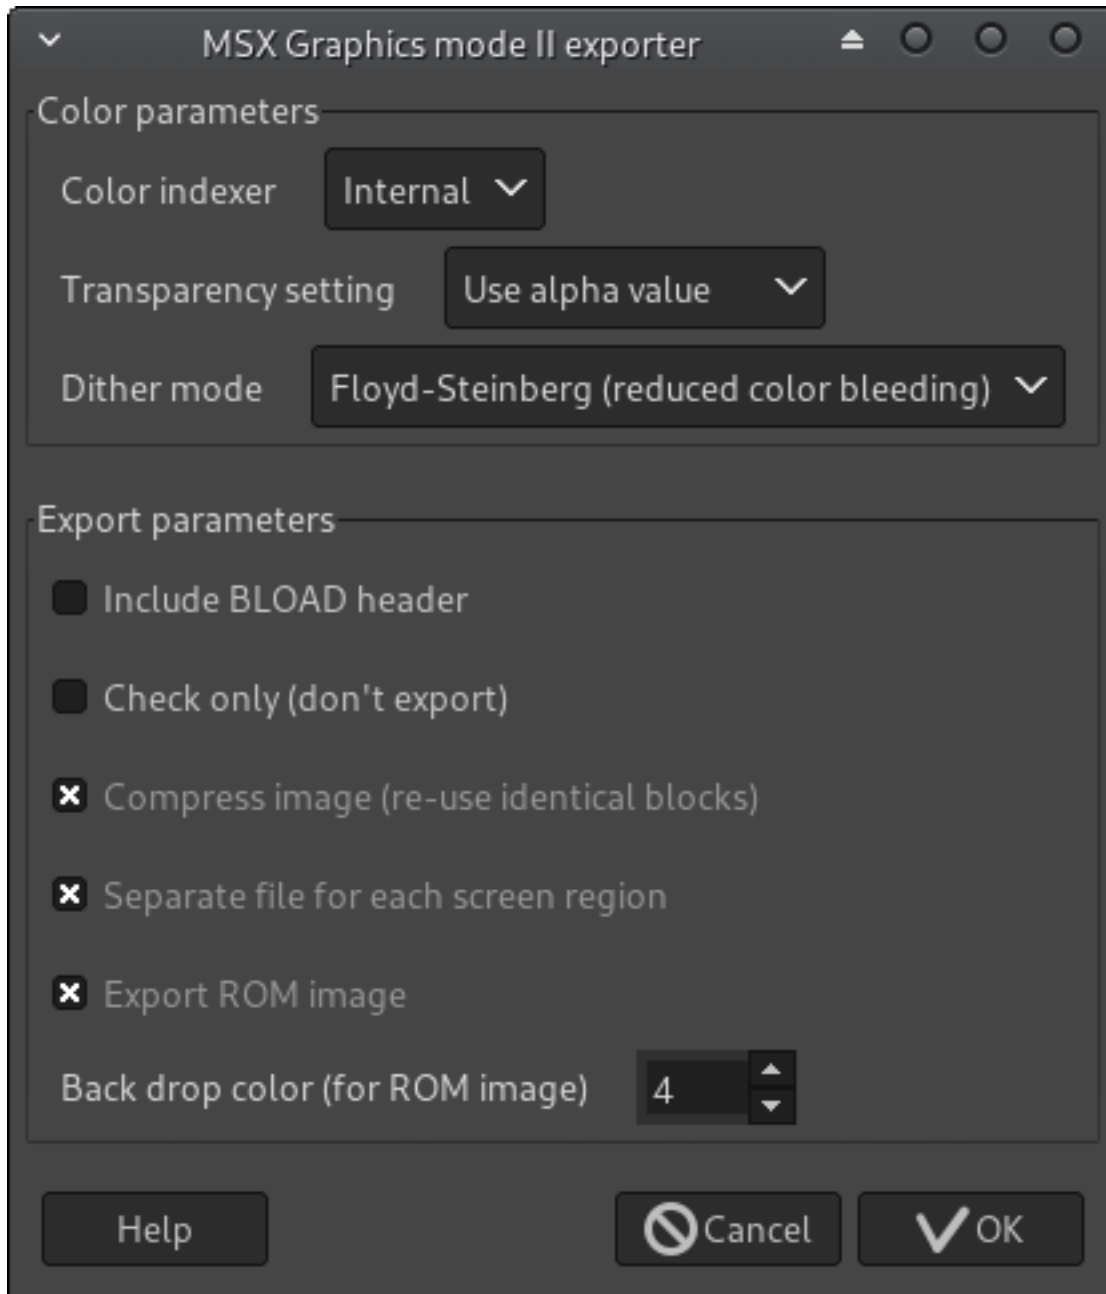 MSX Graphics mode II exporter
Color parameters
Color indexer Internal
Transparency setting Use alpha value
Dither mode Floyd-Steinberg (reduced color bleeding)
Export parameters
Include BLOAD header
Check only (don't export)
Compress image (re-use identical blocks)
Separate file for each screen region
Export ROM image
Back drop color (for ROM image) 4
Help Cancel OK